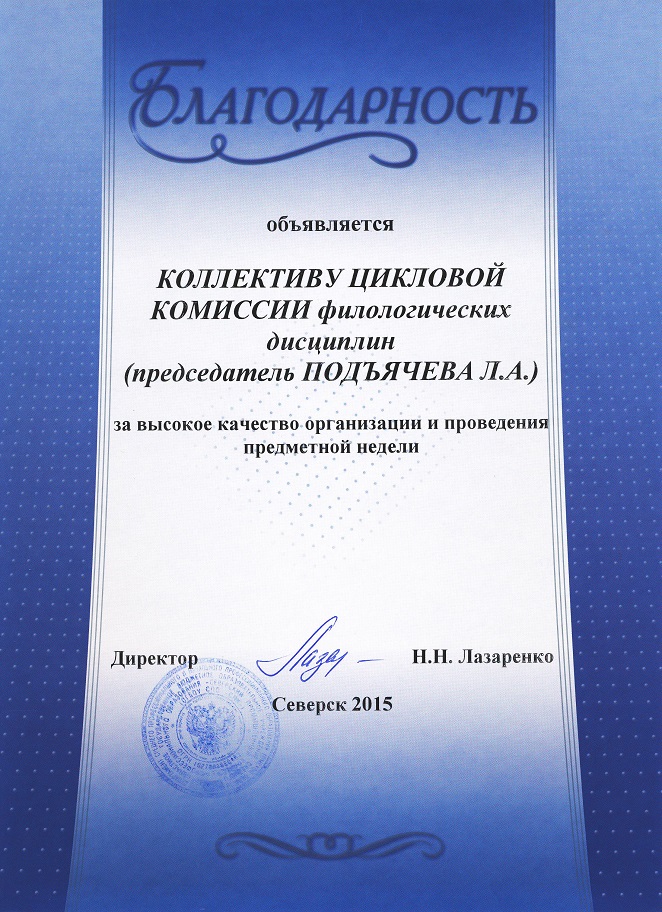 БЛАГОДАРНОСТЬ
объявляется
КОЛЛЕКТИВУ ЦИКЛОВОЙ
КОМИССИИ филологических
дисциплин
(председатель ПОДЪЯЧЕВА Л.А.)
за высокое качество организации и проведения
предметной недели
Директор Н.Н. Лазаренко
Северск 2015